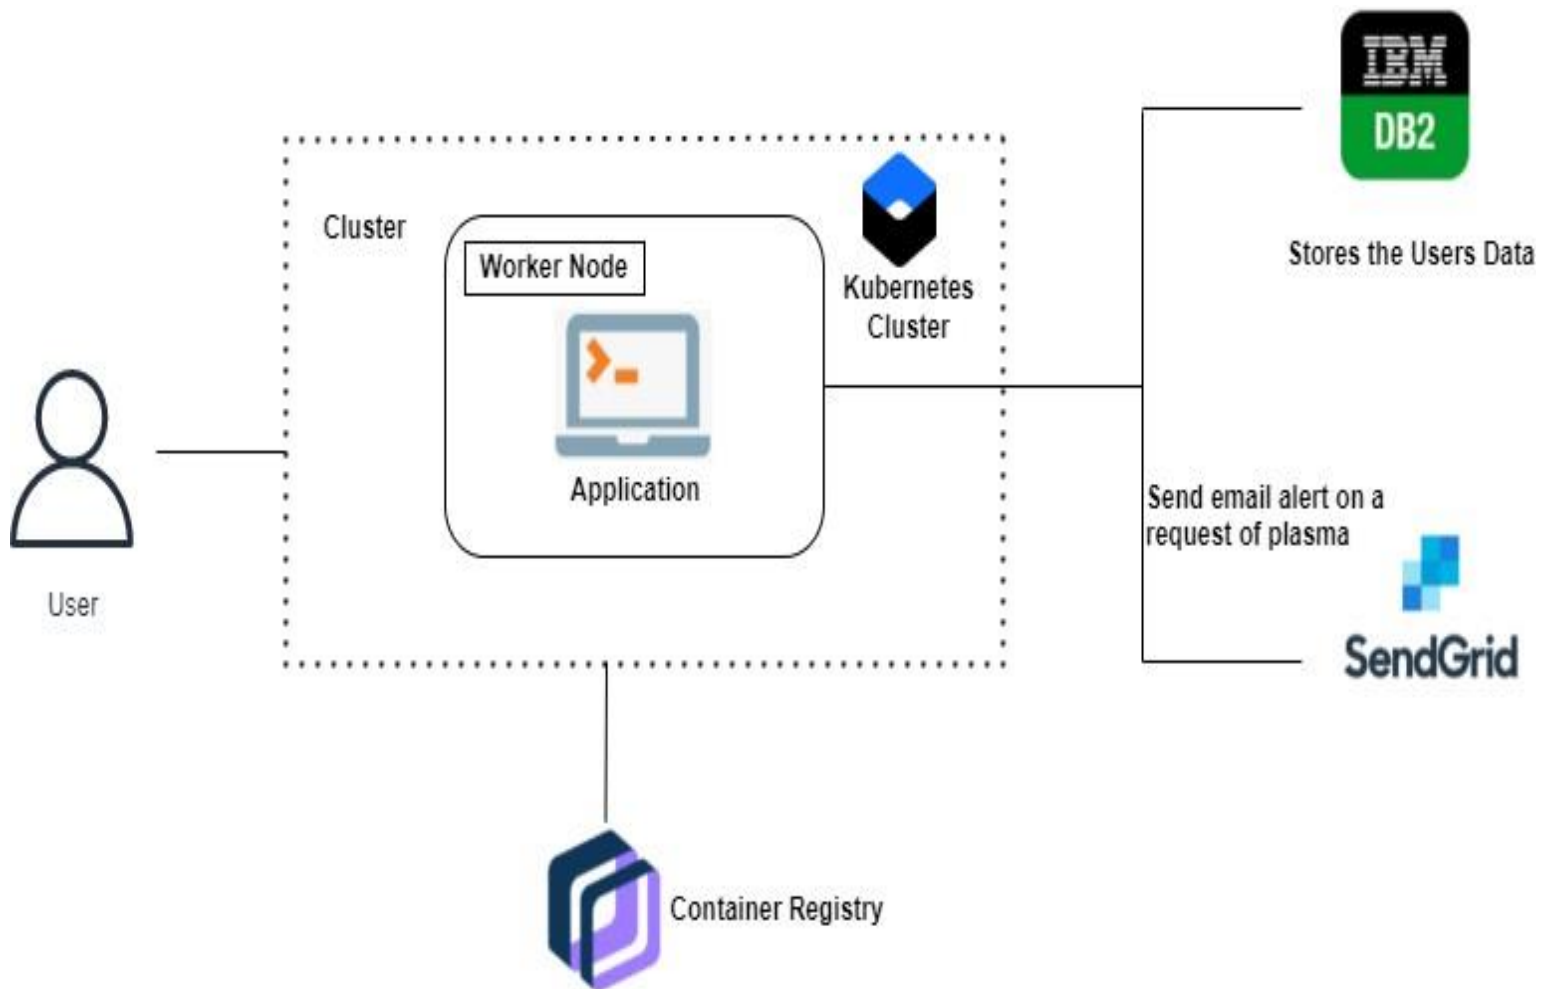 IBM
DB2
Stores the Users Data
Cluster
Worker Node
Kubernetes
Cluster
Application
User
Send email alert on a
request of plasma
SendGrid
Container Registry